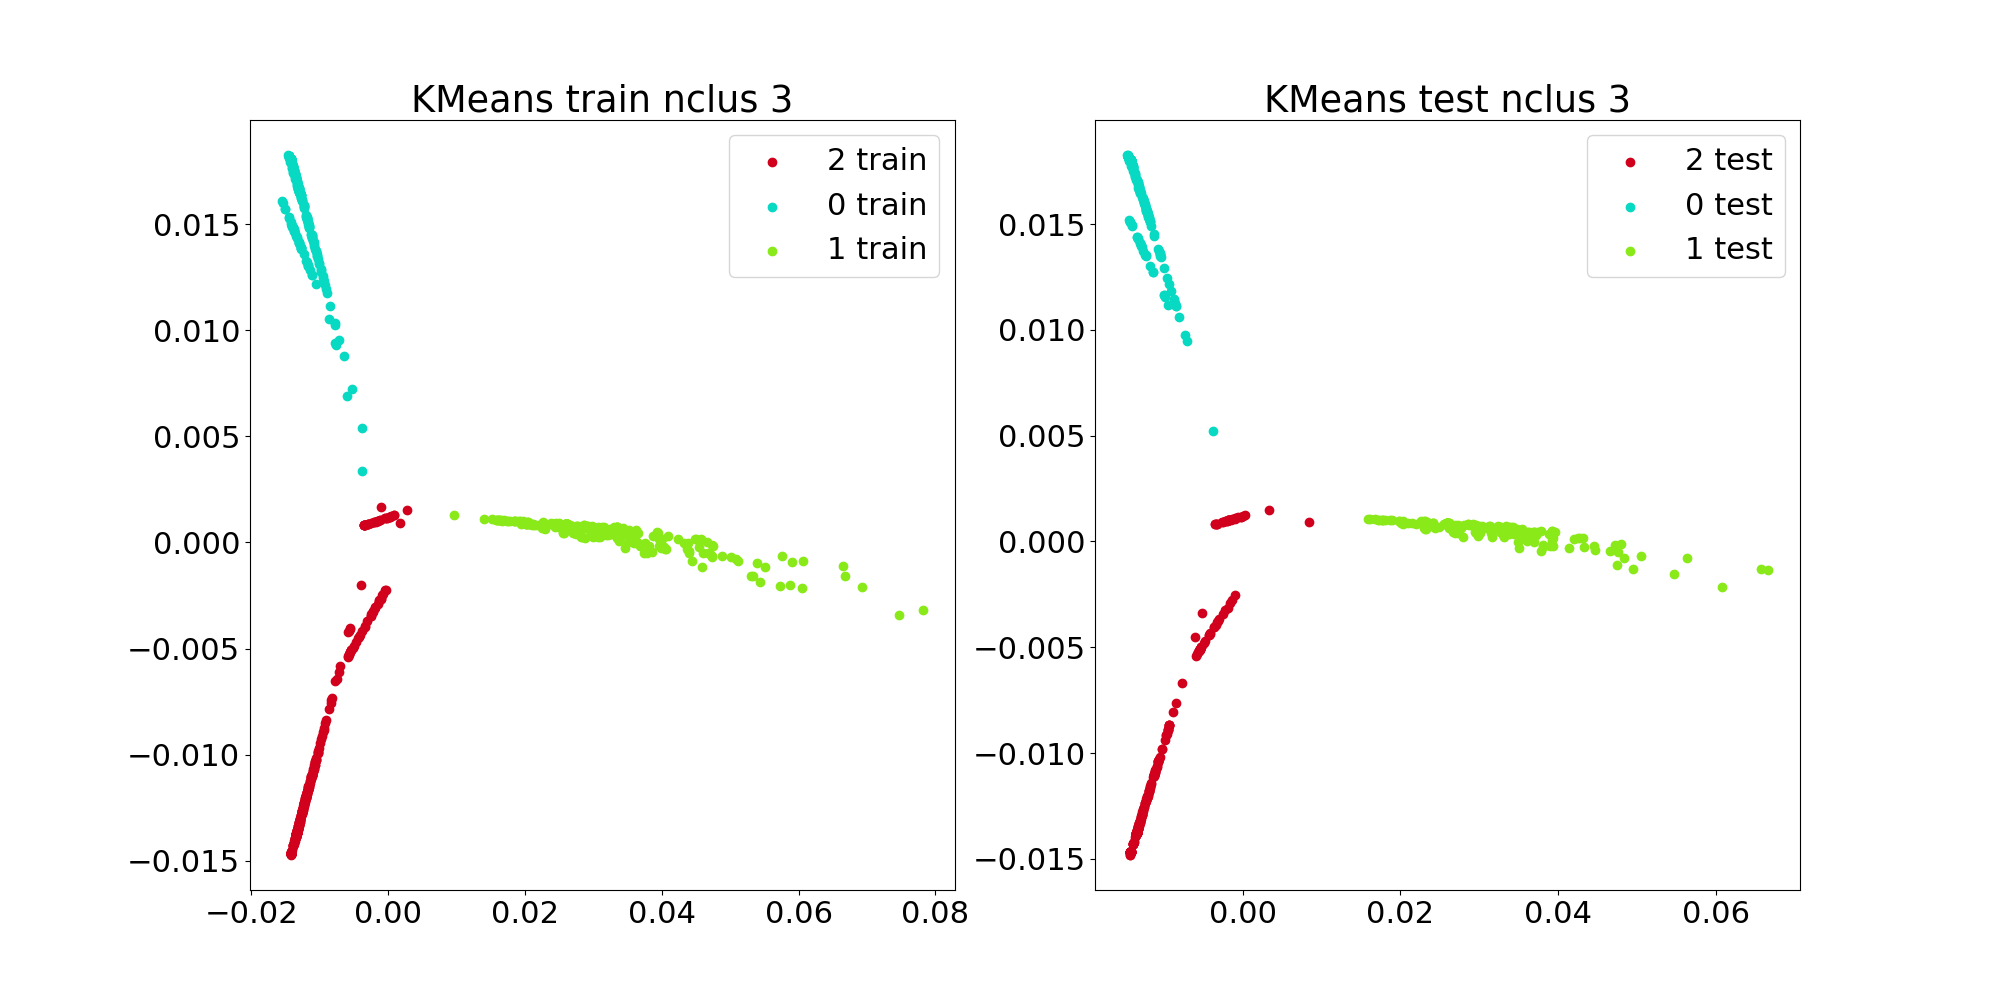 KMeans train nclus 3
2 train
0 train
1 train
0.015
0.010
0.005
0.000
−0.005
−0.010
−0.015
−0.02 0.00 0.02 0.04 0.06 0.08
KMeans test nclus 3
2 test
0 test
1 test
0.015
0.010
0.005
0.000
−0.005
−0.010
−0.015
0.00 0.02 0.04 0.06